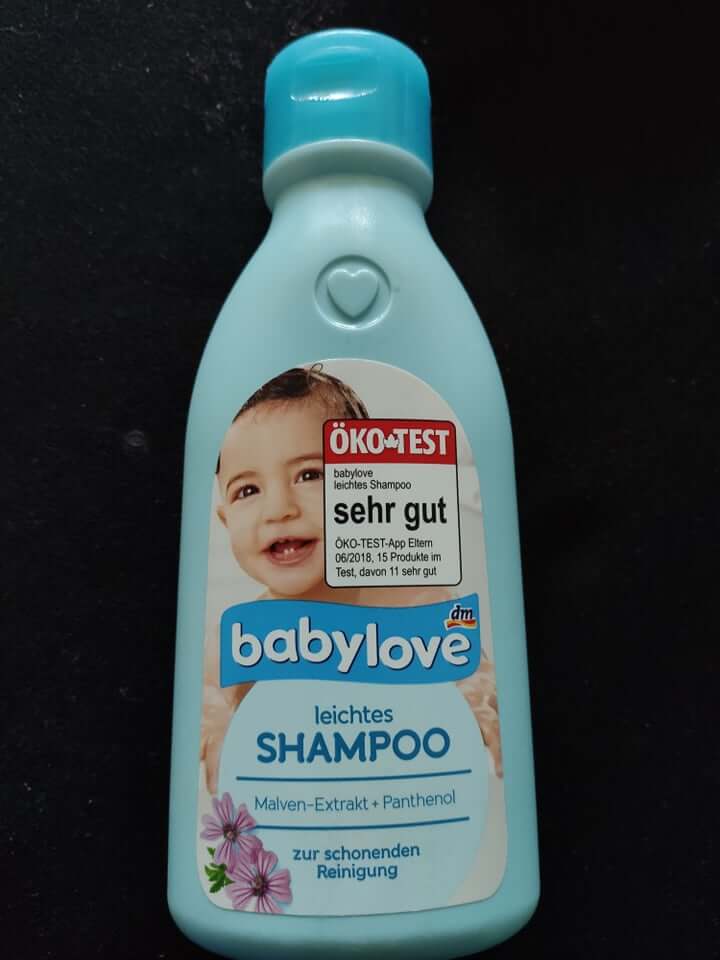 ÖKO-TEST
babylove
leichtes Shampoo
sehr gut
ÖKO-TEST-App Eltern
06/2018, 15 Produkte im
Test, davon 11 sehr gut
dm
babylove
leichtes
SHAMPOO
Malven-Extrakt + Panthenol
zur schonenden
Reinigung